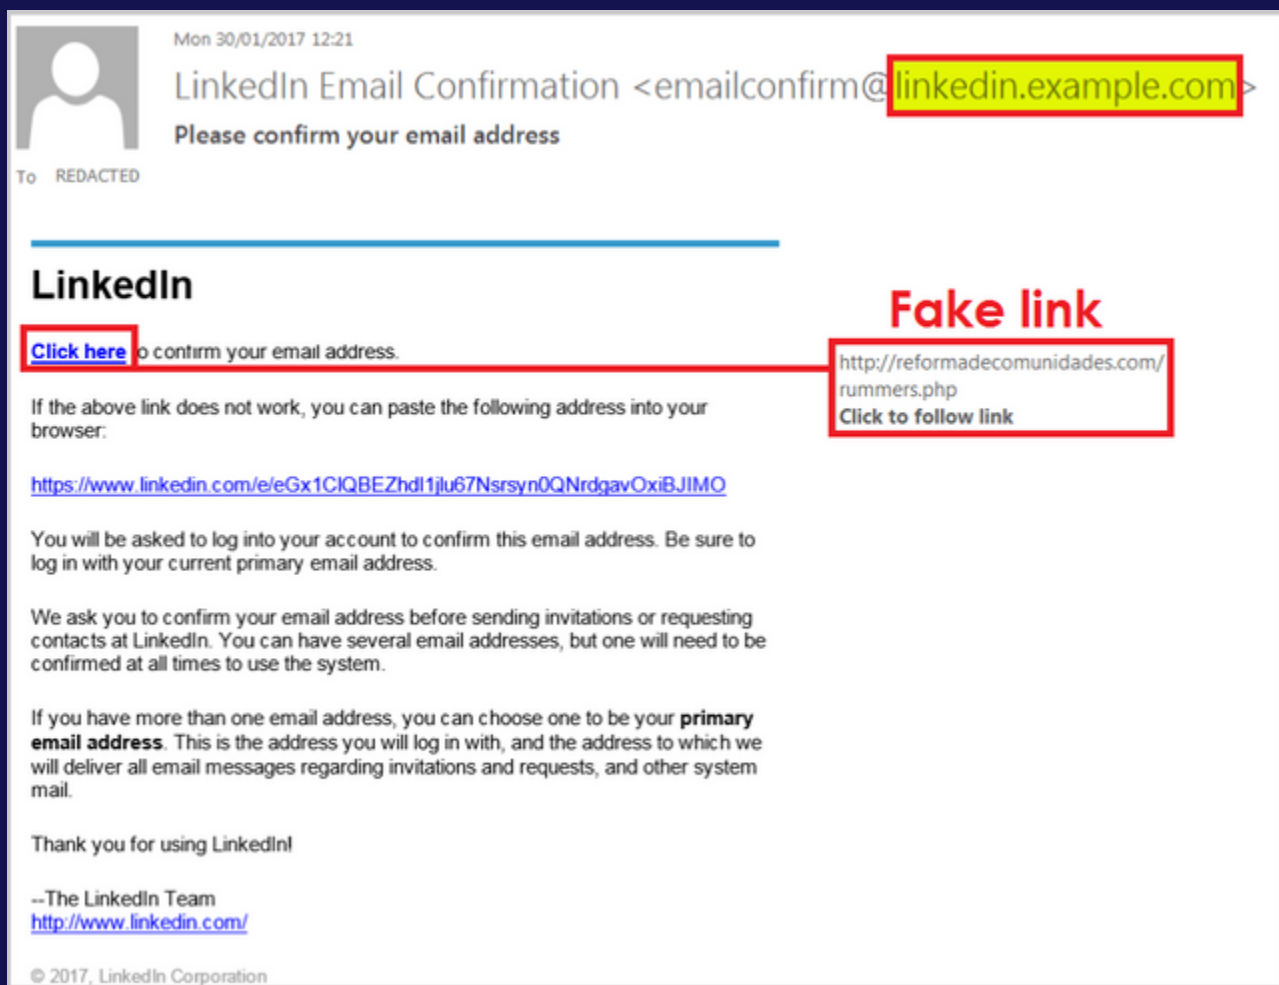 Mon 30/01/2017 12:21
LinkedIn Email Confirmation <emailconfirm@linkedin.example.com>
Please confirm your email address
To REDACTED
LinkedIn
Fake link
Click here to confirm your email address.
http://reformadecomunidades.com/
rummers.php
Click to follow link
If the above link does not work, you can paste the following address into your
browser:
https://www.linkedin.com/e/eGx1CIQBEZhdI1jlu67Nsrsyn0QNrdgavOxiBJIMO
You will be asked to log into your account to confirm this email address. Be sure to
log in with your current primary email address.
We ask you to confirm your email address before sending invitations or requesting
contacts at LinkedIn. You can have several email addresses, but one will need to be
confirmed at all times to use the system.
If you have more than one email address, you can choose one to be your primary
email address. This is the address you will log in with, and the address to which we
will deliver all email messages regarding invitations and requests, and other system
mail.
Thank you for using LinkedIn!
--The LinkedIn Team
http://www.linkedin.com/
© 2017, LinkedIn Corporation